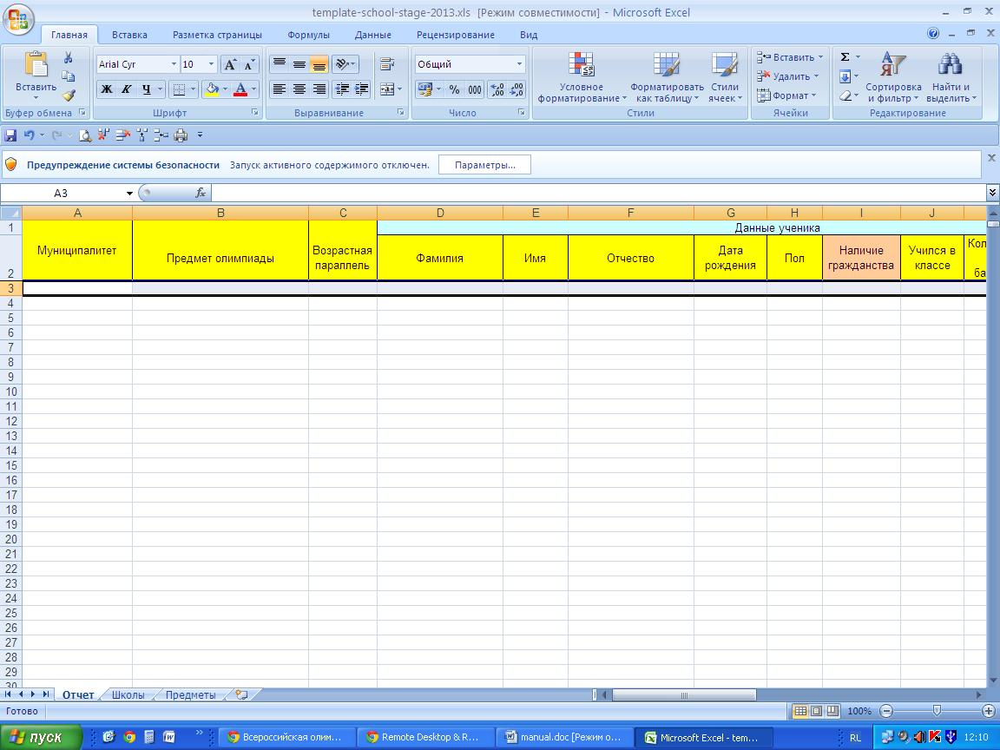 template-school-stage-2013.xls [Режим совместимости] - Microsoft Excel
Главная Вставка Разметка страницы Формулы Данные Рецензирование Вид
Вставить
Буфер обмена
Arial Cyr 10
Ж К Ч
Шрифт
Выравнивание
Общий
% 000
Число
Условное форматирование
Форматировать как таблицу
Стили ячеек
Стили
Вставить
Удалить
Формат
Ячейки
Σ
Сортировка и фильтр
Найти и выделить
Редактирование
Предупреждение системы безопасности Запуск активного содержимого отключен. Параметры...
A3 fx
A B C D E F G H I J
1 Данные ученика
Муниципалитет Предмет олимпиады Возрастная параллель Фамилия Имя Отчество Дата рождения Пол Наличие гражданства Учился в классе Кол ба
2
3
4
5
6
7
8
9
10
11
12
13
14
15
16
17
18
19
20
21
22
23
24
25
26
27
28
29
30
Отчет Школы Предметы
Готово 100%
пуск Всероссийская олим... Remote Desktop & R... manual.doc [Режим о... Microsoft Excel - tem... RL 12:10